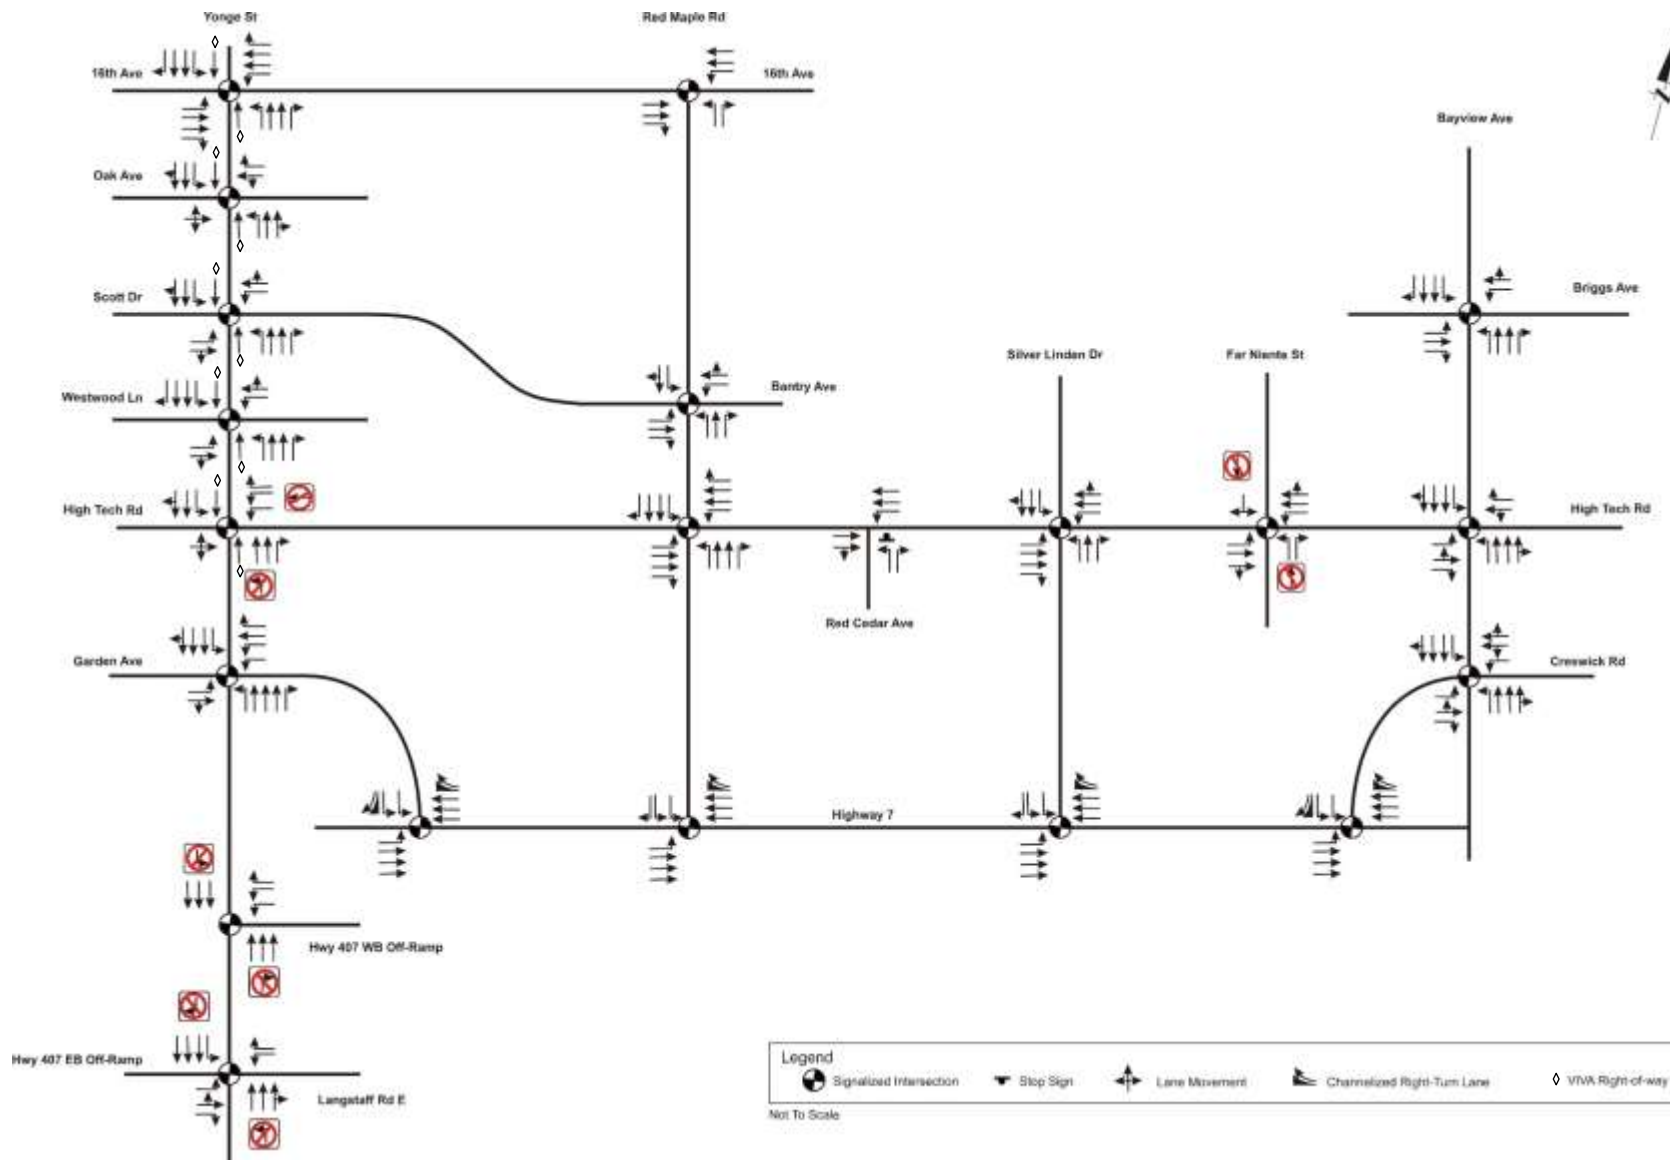 Yonge St
Red Maple Rd
16th Ave
16th Ave
Bayview Ave
Oak Ave
Scott Dr
Briggs Ave
Silver Linden Dr
Far Niente St
Bantry Ave
Westwood Ln
High Tech Rd
High Tech Rd
Red Cedar Ave
Garden Ave
Creswick Rd
Highway 7
Hwy 407 WB Off-Ramp
Hwy 407 EB Off-Ramp
Langstaff Rd E
Legend
Signalized Intersection
Stop Sign
Lane Movement
Channelized Right-Turn Lane
VIVA Right-of-way
Not To Scale